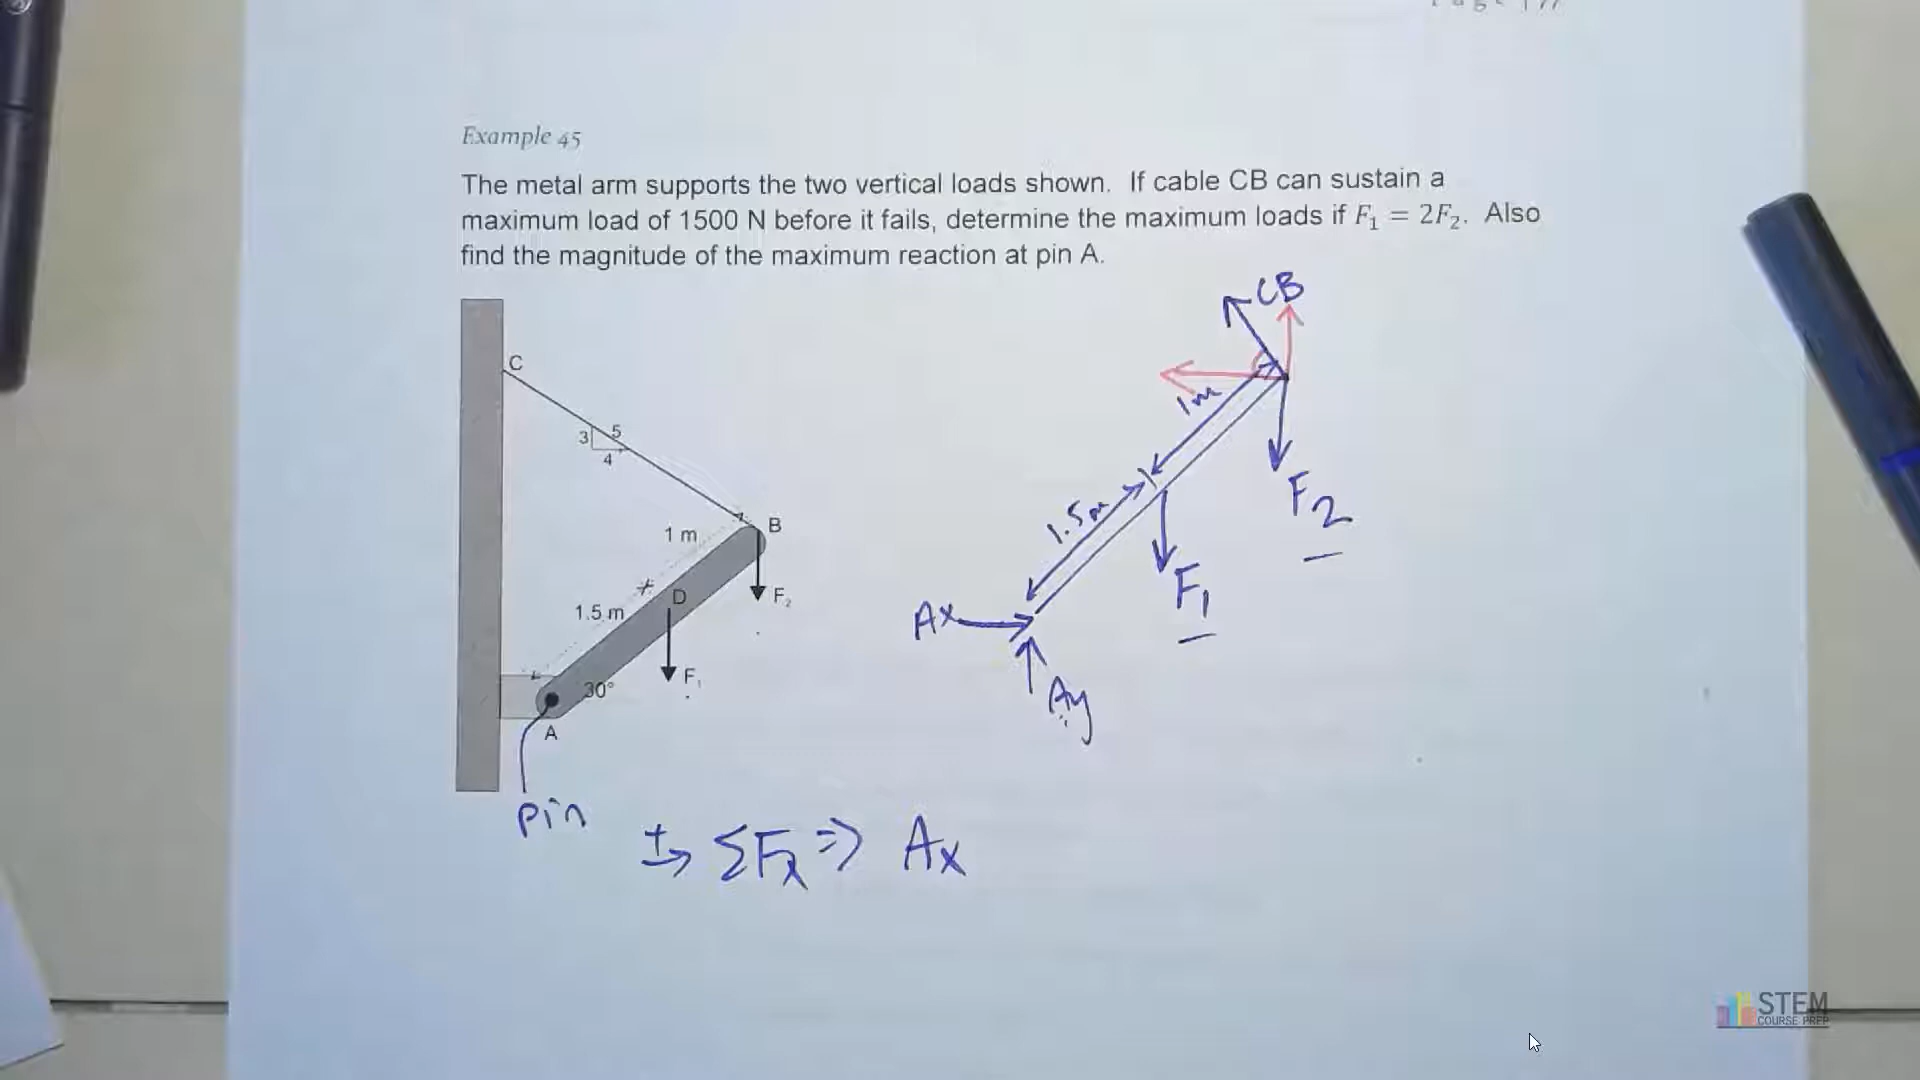 Example 45
The metal arm supports the two vertical loads shown. If cable CB can sustain a
maximum load of 1500 N before it fails, determine the maximum loads if F₁ = 2F₂. Also
find the magnitude of the maximum reaction at pin A.
CB
C
3
5
4
1m
B
1 m
F₂
F₂
D
1.5m
1.5 m
F₁
Ax
F₁
30°
Ay
A
pin
+→ ΣFx ⇒ Ax
STEM
COURSE PREP